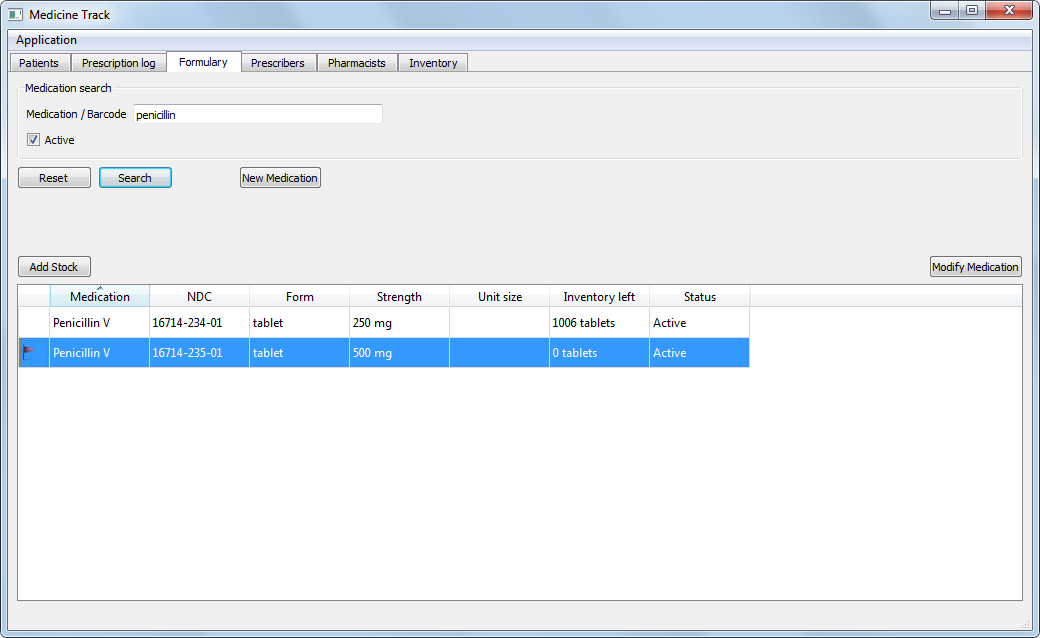 Medicine Track
Application
Patients Prescription log Formulary Prescribers Pharmacists Inventory
Medication search
Medication / Barcode penicillin
Active
Reset Search New Medication
Add Stock Modify Medication
Medication NDC Form Strength Unit size Inventory left Status
Penicillin V 16714-234-01 tablet 250 mg 1006 tablets Active
Penicillin V 16714-235-01 tablet 500 mg 0 tablets Active